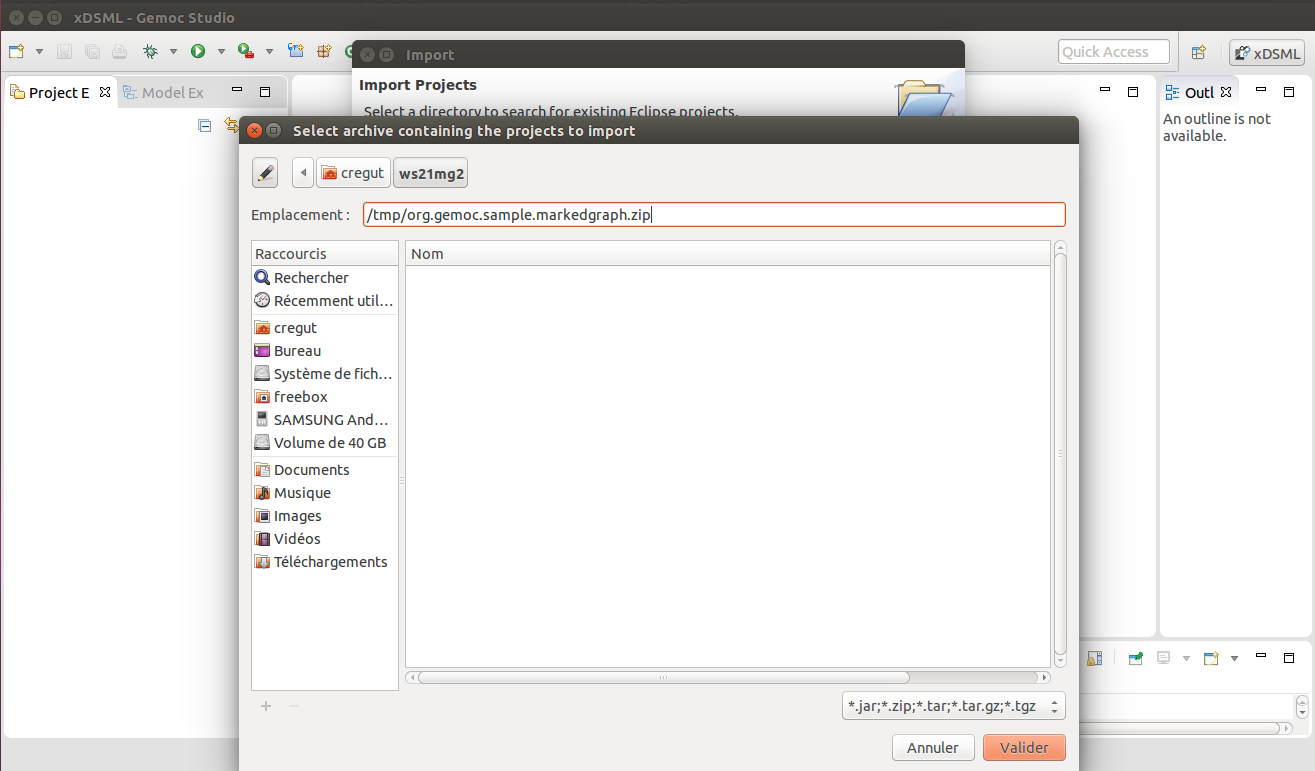 xDSML - Gemoc Studio
Import
Quick Access
xDSML
Project E
Model Ex
Import Projects
Select a directory to search for existing Eclipse projects.
Outl
An outline is not
available.
Select archive containing the projects to import
cregut
ws21mg2
Emplacement :
/tmp/org.gemoc.sample.markedgraph.zip
Raccourcis
Nom
Rechercher
Récemment util...
cregut
Bureau
Système de fich...
freebox
SAMSUNG And...
Volume de 40 GB
Documents
Musique
Images
Vidéos
Téléchargements
*.jar;*.zip;*.tar;*.tar.gz;*.tgz
Annuler
Valider